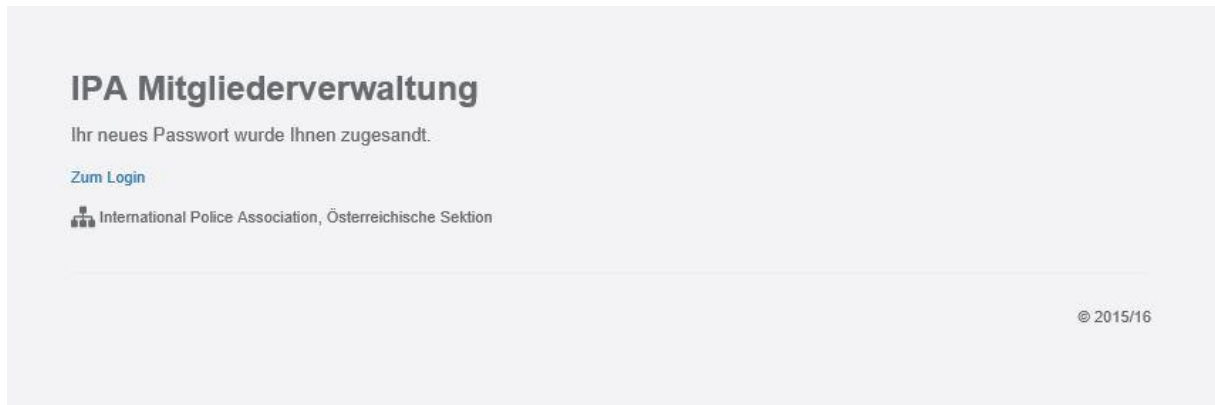 IPA Mitgliederverwaltung
Ihr neues Passwort wurde Ihnen zugesandt.
Zum Login
International Police Association, Österreichische Sektion
© 2015/16